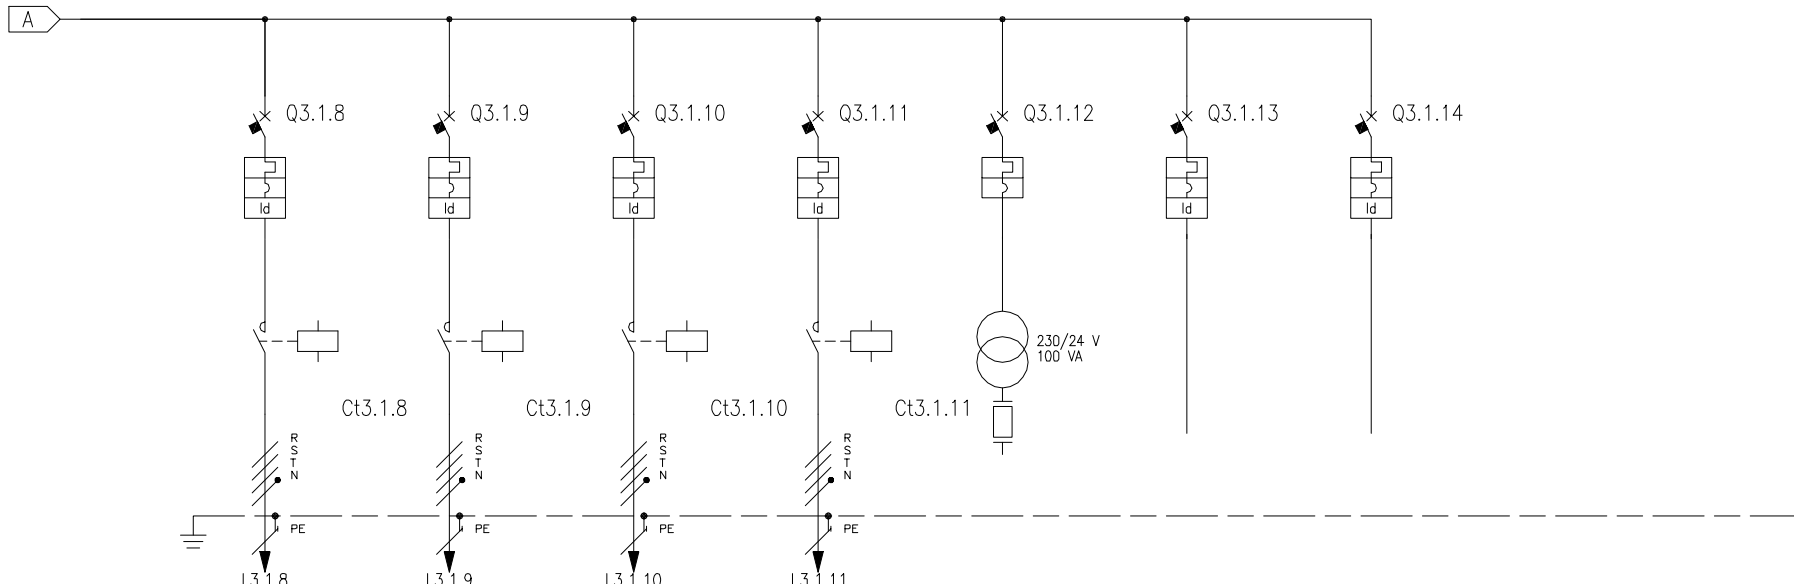 A
Q3.1.8
Q3.1.9
Q3.1.10
Q3.1.11
Q3.1.12
Q3.1.13
Q3.1.14
Id
Id
Id
Id
Id
Id
230/24 V
100 VA
Ct3.1.8
Ct3.1.9
Ct3.1.10
Ct3.1.11
R
S
T
N
R
S
T
N
R
S
T
N
R
S
T
N
PE
PE
PE
PE
L3.1.8
L3.1.9
L3.1.10
L3.1.11